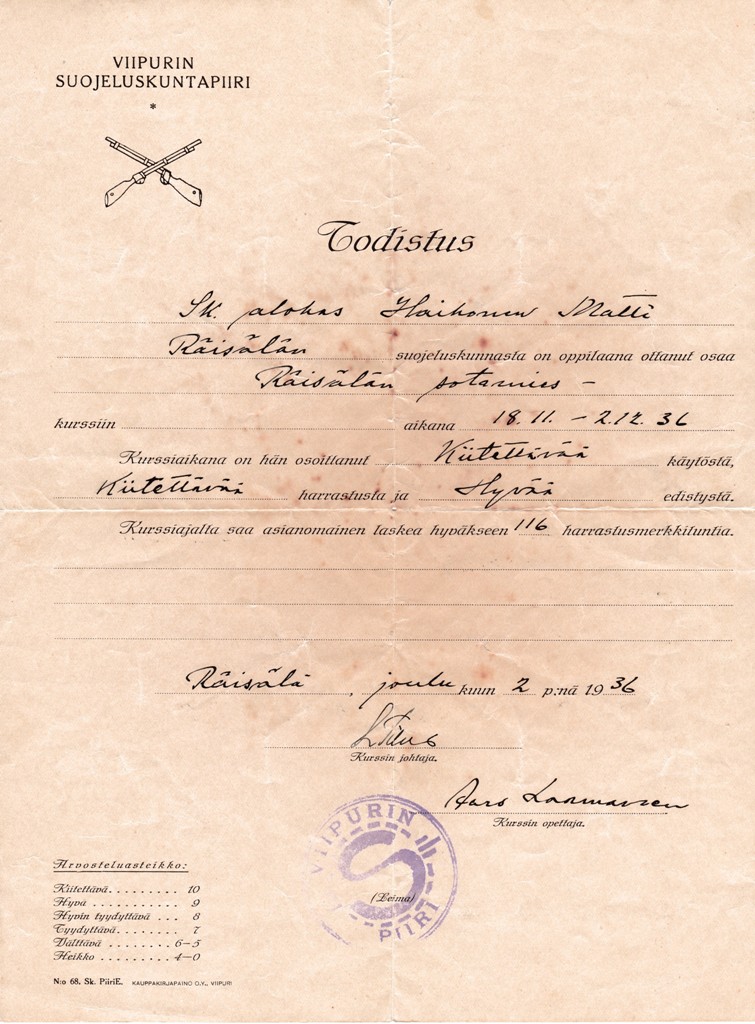 VIIPURIN
SUOJELUSKUNTAPIIRI
*
Todistus
Sk. alokas Haikonen Matti
Räisälän suojeluskunnasta on oppilaana ottanut osaa
Räisälän sotamies –
kurssiin aikana 18.11. – 2.12. 36
Kurssiaikana on hän osoittanut Kiitettävää käytöstä,
Kiitettävää harrastusta ja Hyvää edistystä.
Kurssiajalta saa asianomainen laskea hyväkseen 116 harrastusmerkkituntia.
Räisälä, joulu kuun 2 p:nä 1936
Kurssin johtaja.
Kurssin opettaja.
VIIPURIN
S
(Leima)
PIIRI
Arvosteluasteikko:
Kiitettävä......... 10
Hyvä ............ 9
Hyvin tyydyttävä ... 8
Tyydyttävä........ 7
Välttävä ......... 6–5
Heikko .......... 4–0
N:o 68. Sk. PiiriE. KAUPPAKIRJAPAINO O.Y., VIIPURI